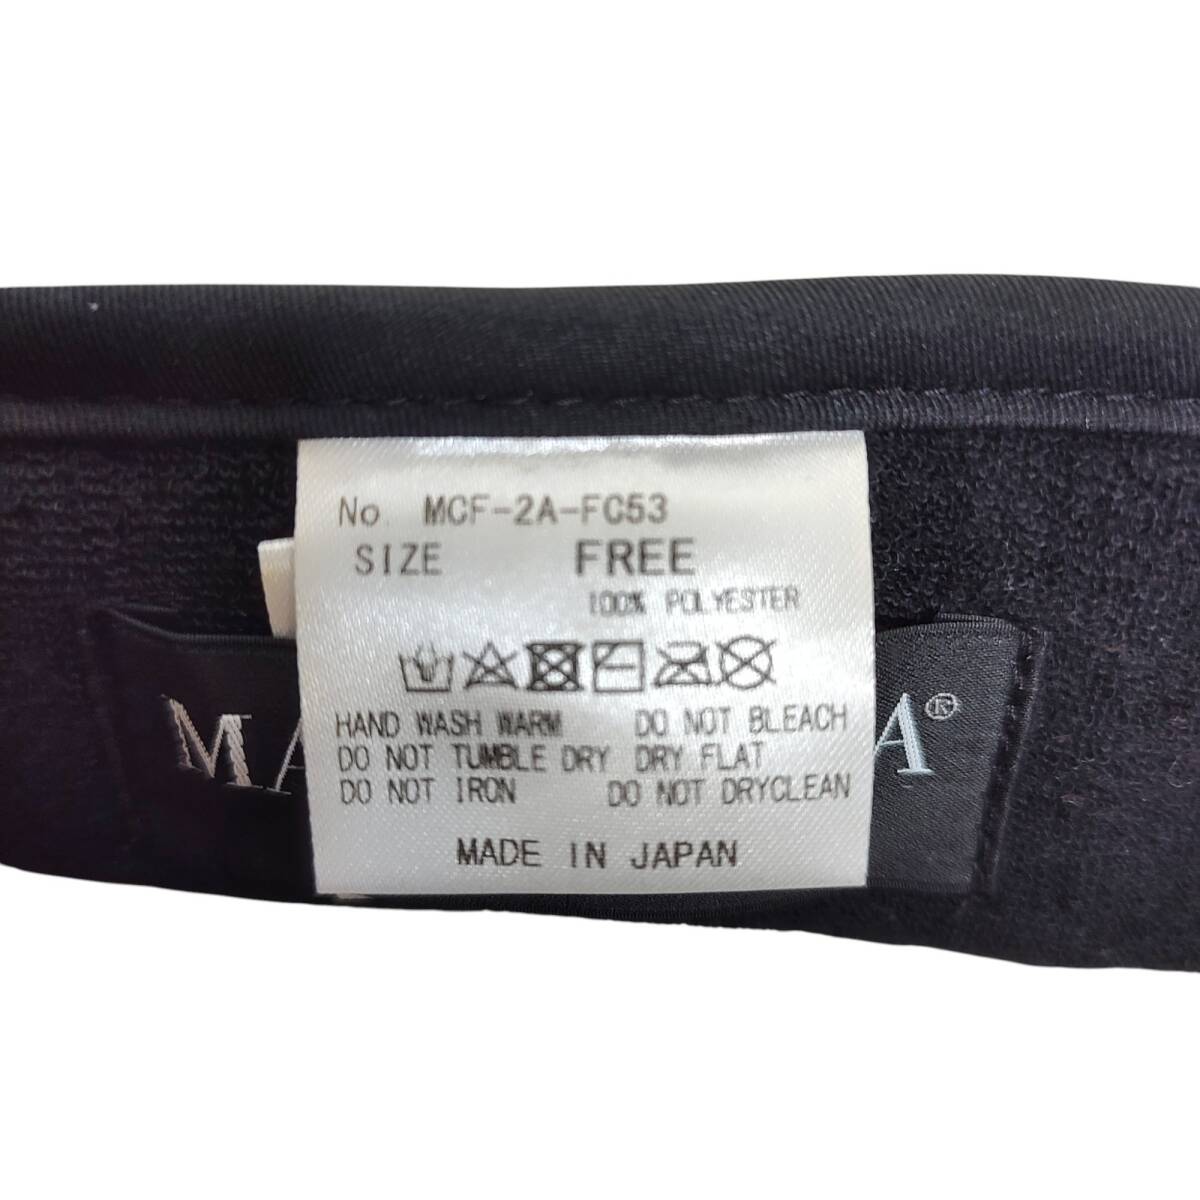 No. MCF-2A-FC53
SIZE FREE
100% POLYESTER
HAND WASH WARM DO NOT BLEACH
DO NOT TUMBLE DRY DRY FLAT
DO NOT IRON DO NOT DRYCLEAN
MADE IN JAPAN